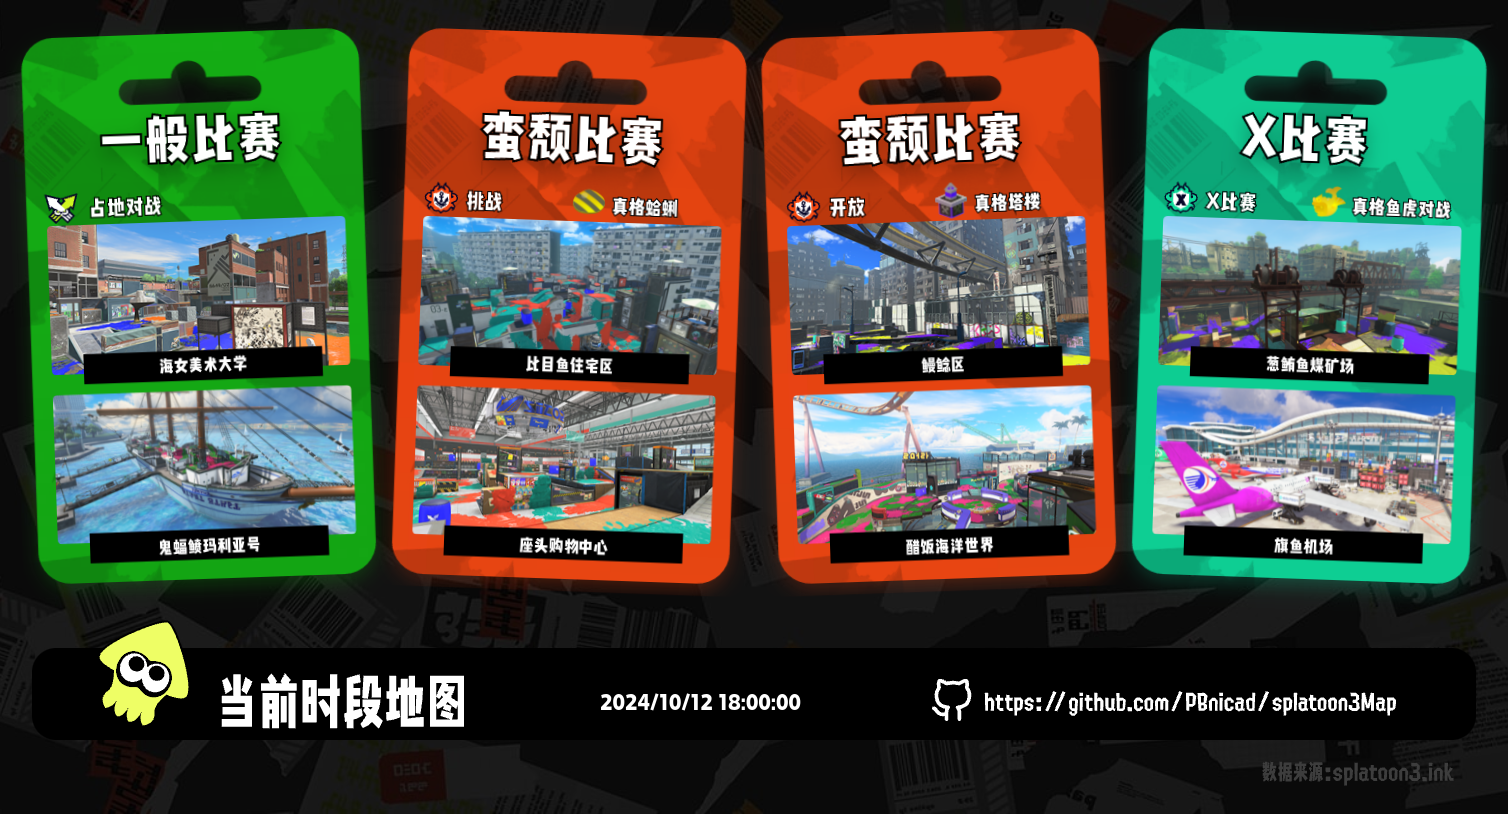 一般比赛
占地对战
海女美术大学
鬼蝠鲼玛利亚号
蛮颓比赛
挑战
真格蛤蜊
比目鱼住宅区
座头购物中心
蛮颓比赛
开放
真格塔楼
鳗鲶区
醋饭海洋世界
X比赛
X比赛
真格鱼虎对战
葱鲔鱼煤矿场
旗鱼机场
当前时段地图
2024/10/12 18:00:00
https://github.com/PBnicad/splatoon3Map
数据来源:splatoon3.ink